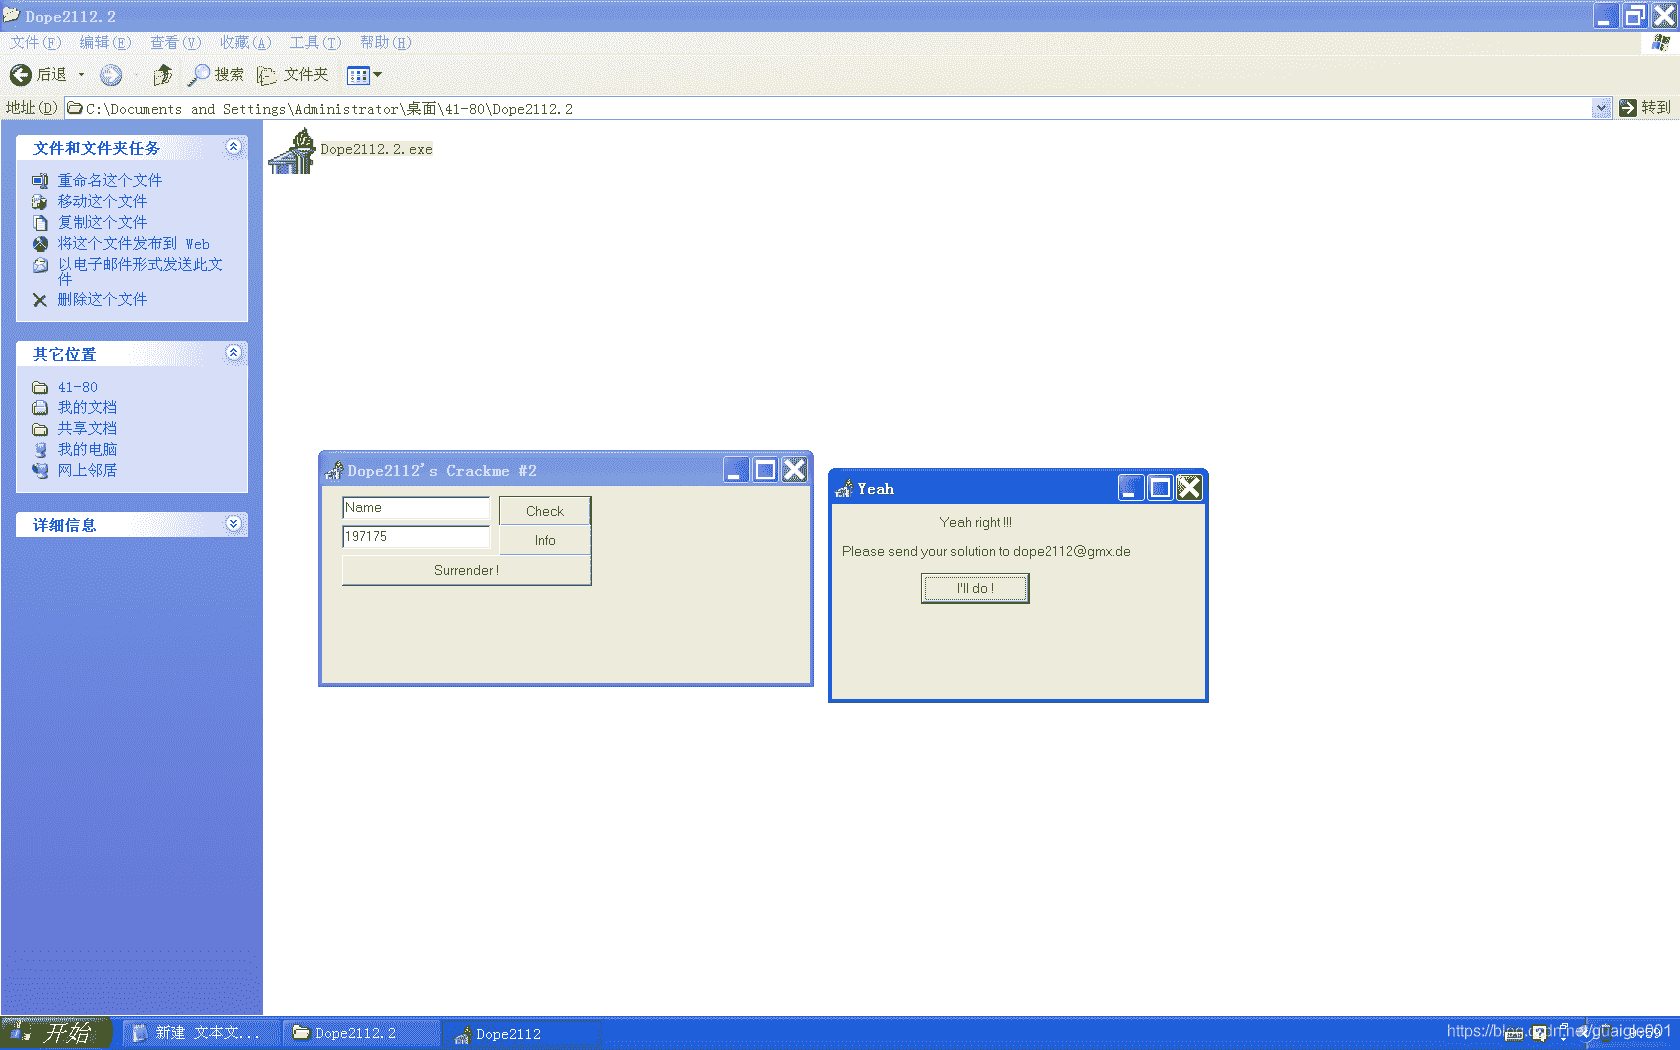 Dope2112.2
文件(F) 编辑(E) 查看(V) 收藏(A) 工具(T) 帮助(H)
后退 搜索 文件夹
地址(D) C:\Documents and Settings\Administrator\桌面\41-80\Dope2112.2 转到
文件和文件夹任务
重命名这个文件
移动这个文件
复制这个文件
将这个文件发布到 Web
以电子邮件形式发送此文
件
删除这个文件
其它位置
41-80
我的文档
共享文档
我的电脑
网上邻居
详细信息
Dope2112.2.exe
Dope2112's Crackme #2
Name Check
197175 Info
Surrender !
Yeah
Yeah right !!!
Please send your solution to dope2112@gmx.de
I'll do !
开始 新建 文本文... Dope2112.2 Dope2112